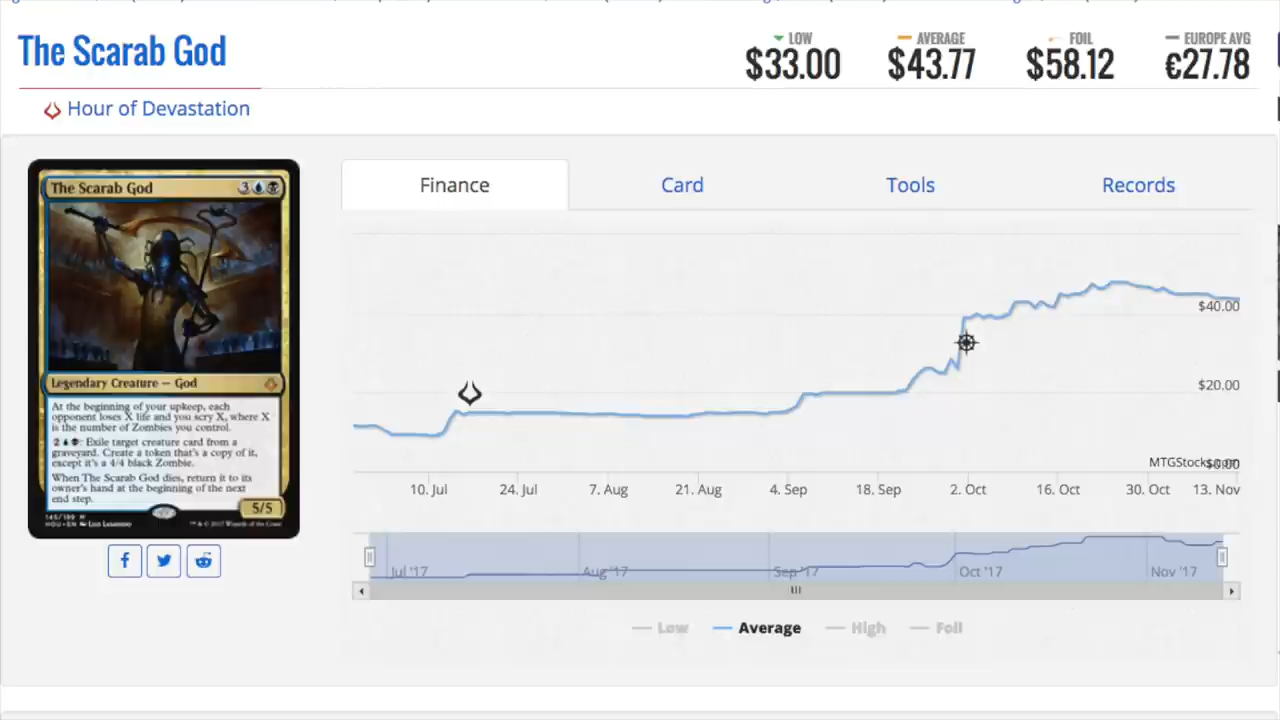 The Scarab God
LOW
AVERAGE
FOIL
EUROPE AVG
$33.00
$43.77
$58.12
€27.78
Hour of Devastation
Finance
Card
Tools
Records
The Scarab God 3
Legendary Creature — God
At the beginning of your upkeep, each
opponent loses X life and you scry X, where X
is the number of Zombies you control.
2: Exile target creature card from a
graveyard. Create a token that's a copy of it,
except it's a 4/4 black Zombie.
When The Scarab God dies, return it to its
owner's hand at the beginning of the next
end step.
5/5
145/199 M
$40.00
$20.00
$0.00
MTGStocks.com
10. Jul
24. Jul
7. Aug
21. Aug
4. Sep
18. Sep
2. Oct
16. Oct
30. Oct
13. Nov
Jul '17
Aug '17
Sep '17
Oct '17
Nov '17
Low
Average
High
Foil